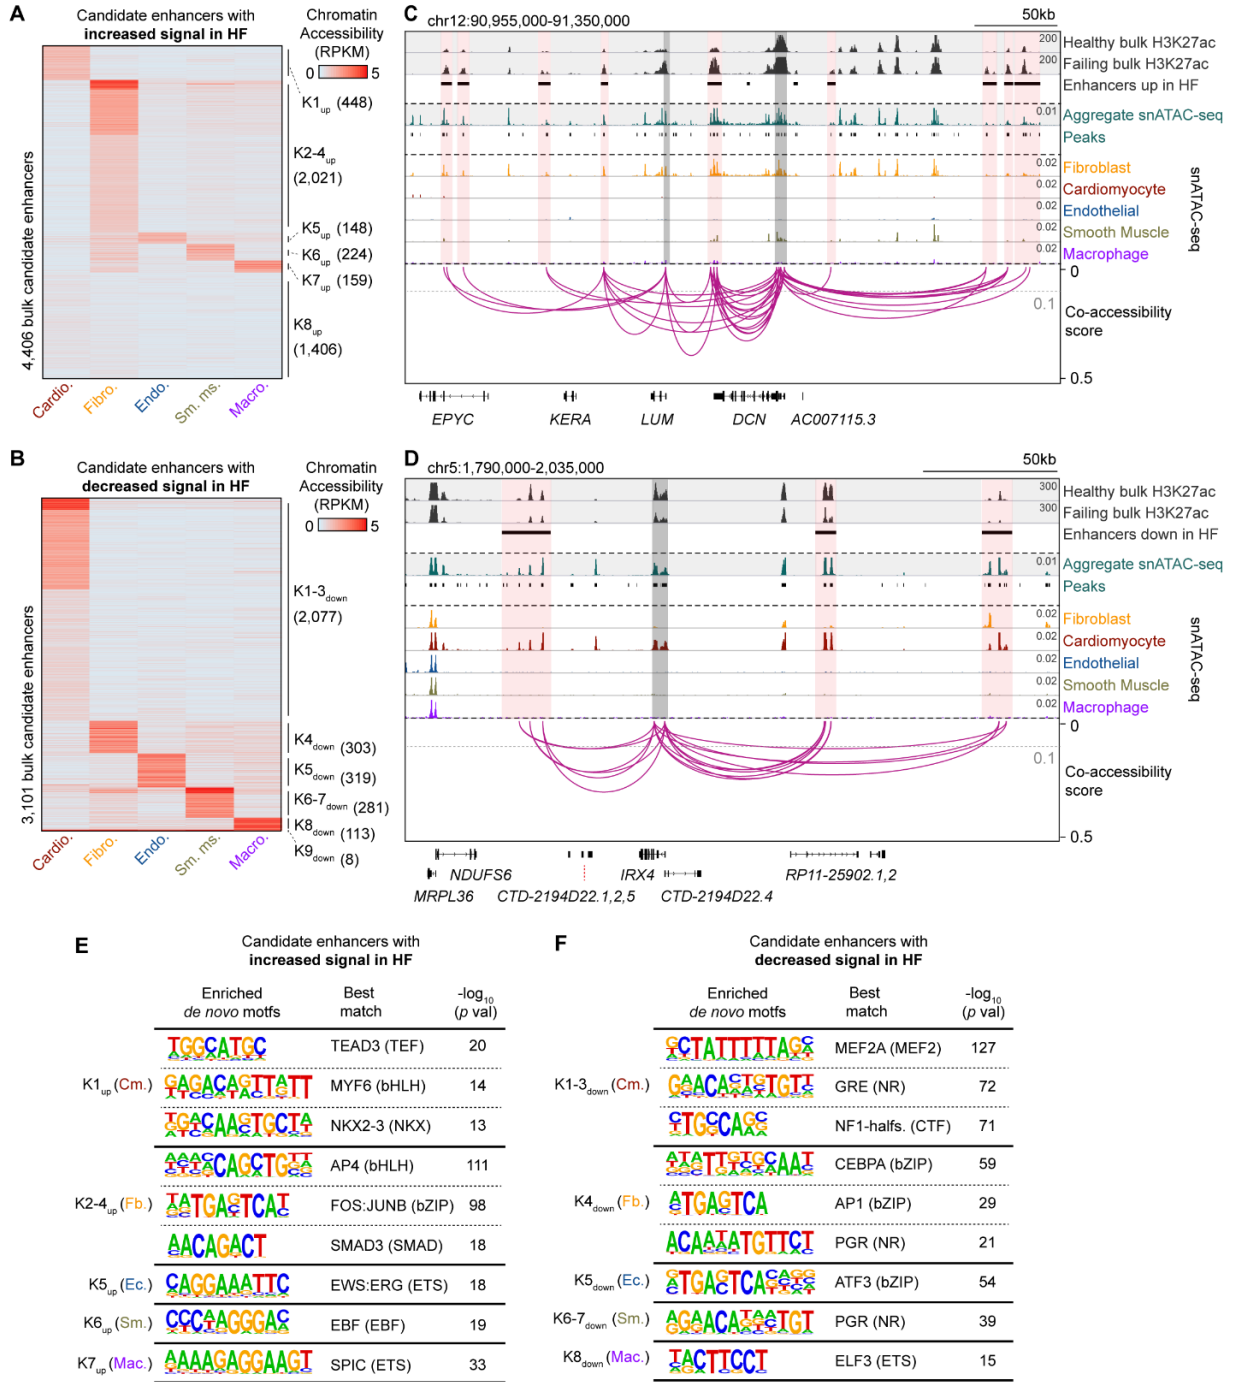 A
Candidate enhancers with
increased signal in HF
Chromatin
Accessibility
(RPKM)
0 5
4,406 bulk candidate enhancers
K1up (448)
K2-4up
(2,021)
K5up (148)
K6up (224)
K7up (159)
K8up
(1,406)
Cardio. Fibro. Endo. Sm. ms. Macro.
B
Candidate enhancers with
decreased signal in HF
Chromatin
Accessibility
(RPKM)
0 5
3,101 bulk candidate enhancers
K1-3down
(2,077)
K4down (303)
K5down (319)
K6-7down (281)
K8down (113)
K9down (8)
Cardio. Fibro. Endo. Sm. ms. Macro.
C
chr12:90,955,000-91,350,000
50kb
200 Healthy bulk H3K27ac
200 Failing bulk H3K27ac
Enhancers up in HF
0.01 Aggregate snATAC-seq
Peaks
0.02 Fibroblast
0.02 Cardiomyocyte
0.02 Endothelial
0.02 Smooth Muscle
0.02 Macrophage
snATAC-seq
0
0.1
Co-accessibility
score
0.5
EPYC KERA LUM DCN AC007115.3
D
chr5:1,790,000-2,035,000
50kb
300 Healthy bulk H3K27ac
300 Failing bulk H3K27ac
Enhancers down in HF
0.01 Aggregate snATAC-seq
Peaks
0.02 Fibroblast
0.02 Cardiomyocyte
0.02 Endothelial
0.02 Smooth Muscle
0.02 Macrophage
snATAC-seq
0
0.1
Co-accessibility
score
0.5
NDUFS6 IRX4 RP11-25902.1,2
MRPL36 CTD-2194D22.1,2,5 CTD-2194D22.4
E
Candidate enhancers with
increased signal in HF
Enriched
de novo motfs
Best
match
-log10
(p val)
TGGCATGC TEAD3 (TEF) 20
K1up (Cm.) GAGACAGTTATT MYF6 (bHLH) 14
NKX2-3 (NKX) 13
AP4 (bHLH) 111
K2-4up (Fb.) FOS:JUNB (bZIP) 98
AACAGACT SMAD3 (SMAD) 18
K5up (Ec.) CAGGAAATTC EWS:ERG (ETS) 18
K6up (Sm.) CCCAAGGGAC EBF (EBF) 19
K7up (Mac.) AAAAGAGGAAGT SPIC (ETS) 33
F
Candidate enhancers with
decreased signal in HF
Enriched
de novo motifs
Best
match
-log10
(p val)
GCTATTTTTAGC MEF2A (MEF2) 127
K1-3down (Cm.) GRE (NR) 72
NF1-halfs. (CTF) 71
CEBPA (bZIP) 59
K4down (Fb.) ATGAGTCA AP1 (bZIP) 29
ACAAATATGTTCT PGR (NR) 21
K5down (Ec.) ATF3 (bZIP) 54
K6-7down (Sm.) PGR (NR) 39
K8down (Mac.) TACTTCCT ELF3 (ETS) 15